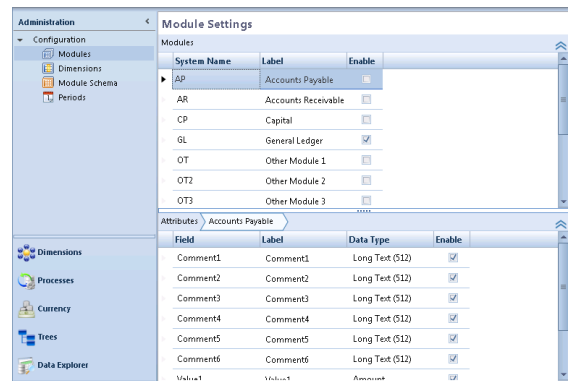 Administration
Configuration
Modules
Dimensions
Module Schema
Periods
Dimensions
Processes
Currency
Trees
Data Explorer
Module Settings
Modules
System Name Label Enable
AP Accounts Payable
AR Accounts Receivable
CP Capital
GL General Ledger
OT Other Module 1
OT2 Other Module 2
OT3 Other Module 3
Attributes Accounts Payable
Field Label Data Type Enable
Comment1 Comment1 Long Text (512)
Comment2 Comment2 Long Text (512)
Comment3 Comment3 Long Text (512)
Comment4 Comment4 Long Text (512)
Comment5 Comment5 Long Text (512)
Comment6 Comment6 Long Text (512)
Value1 Value1 Amount